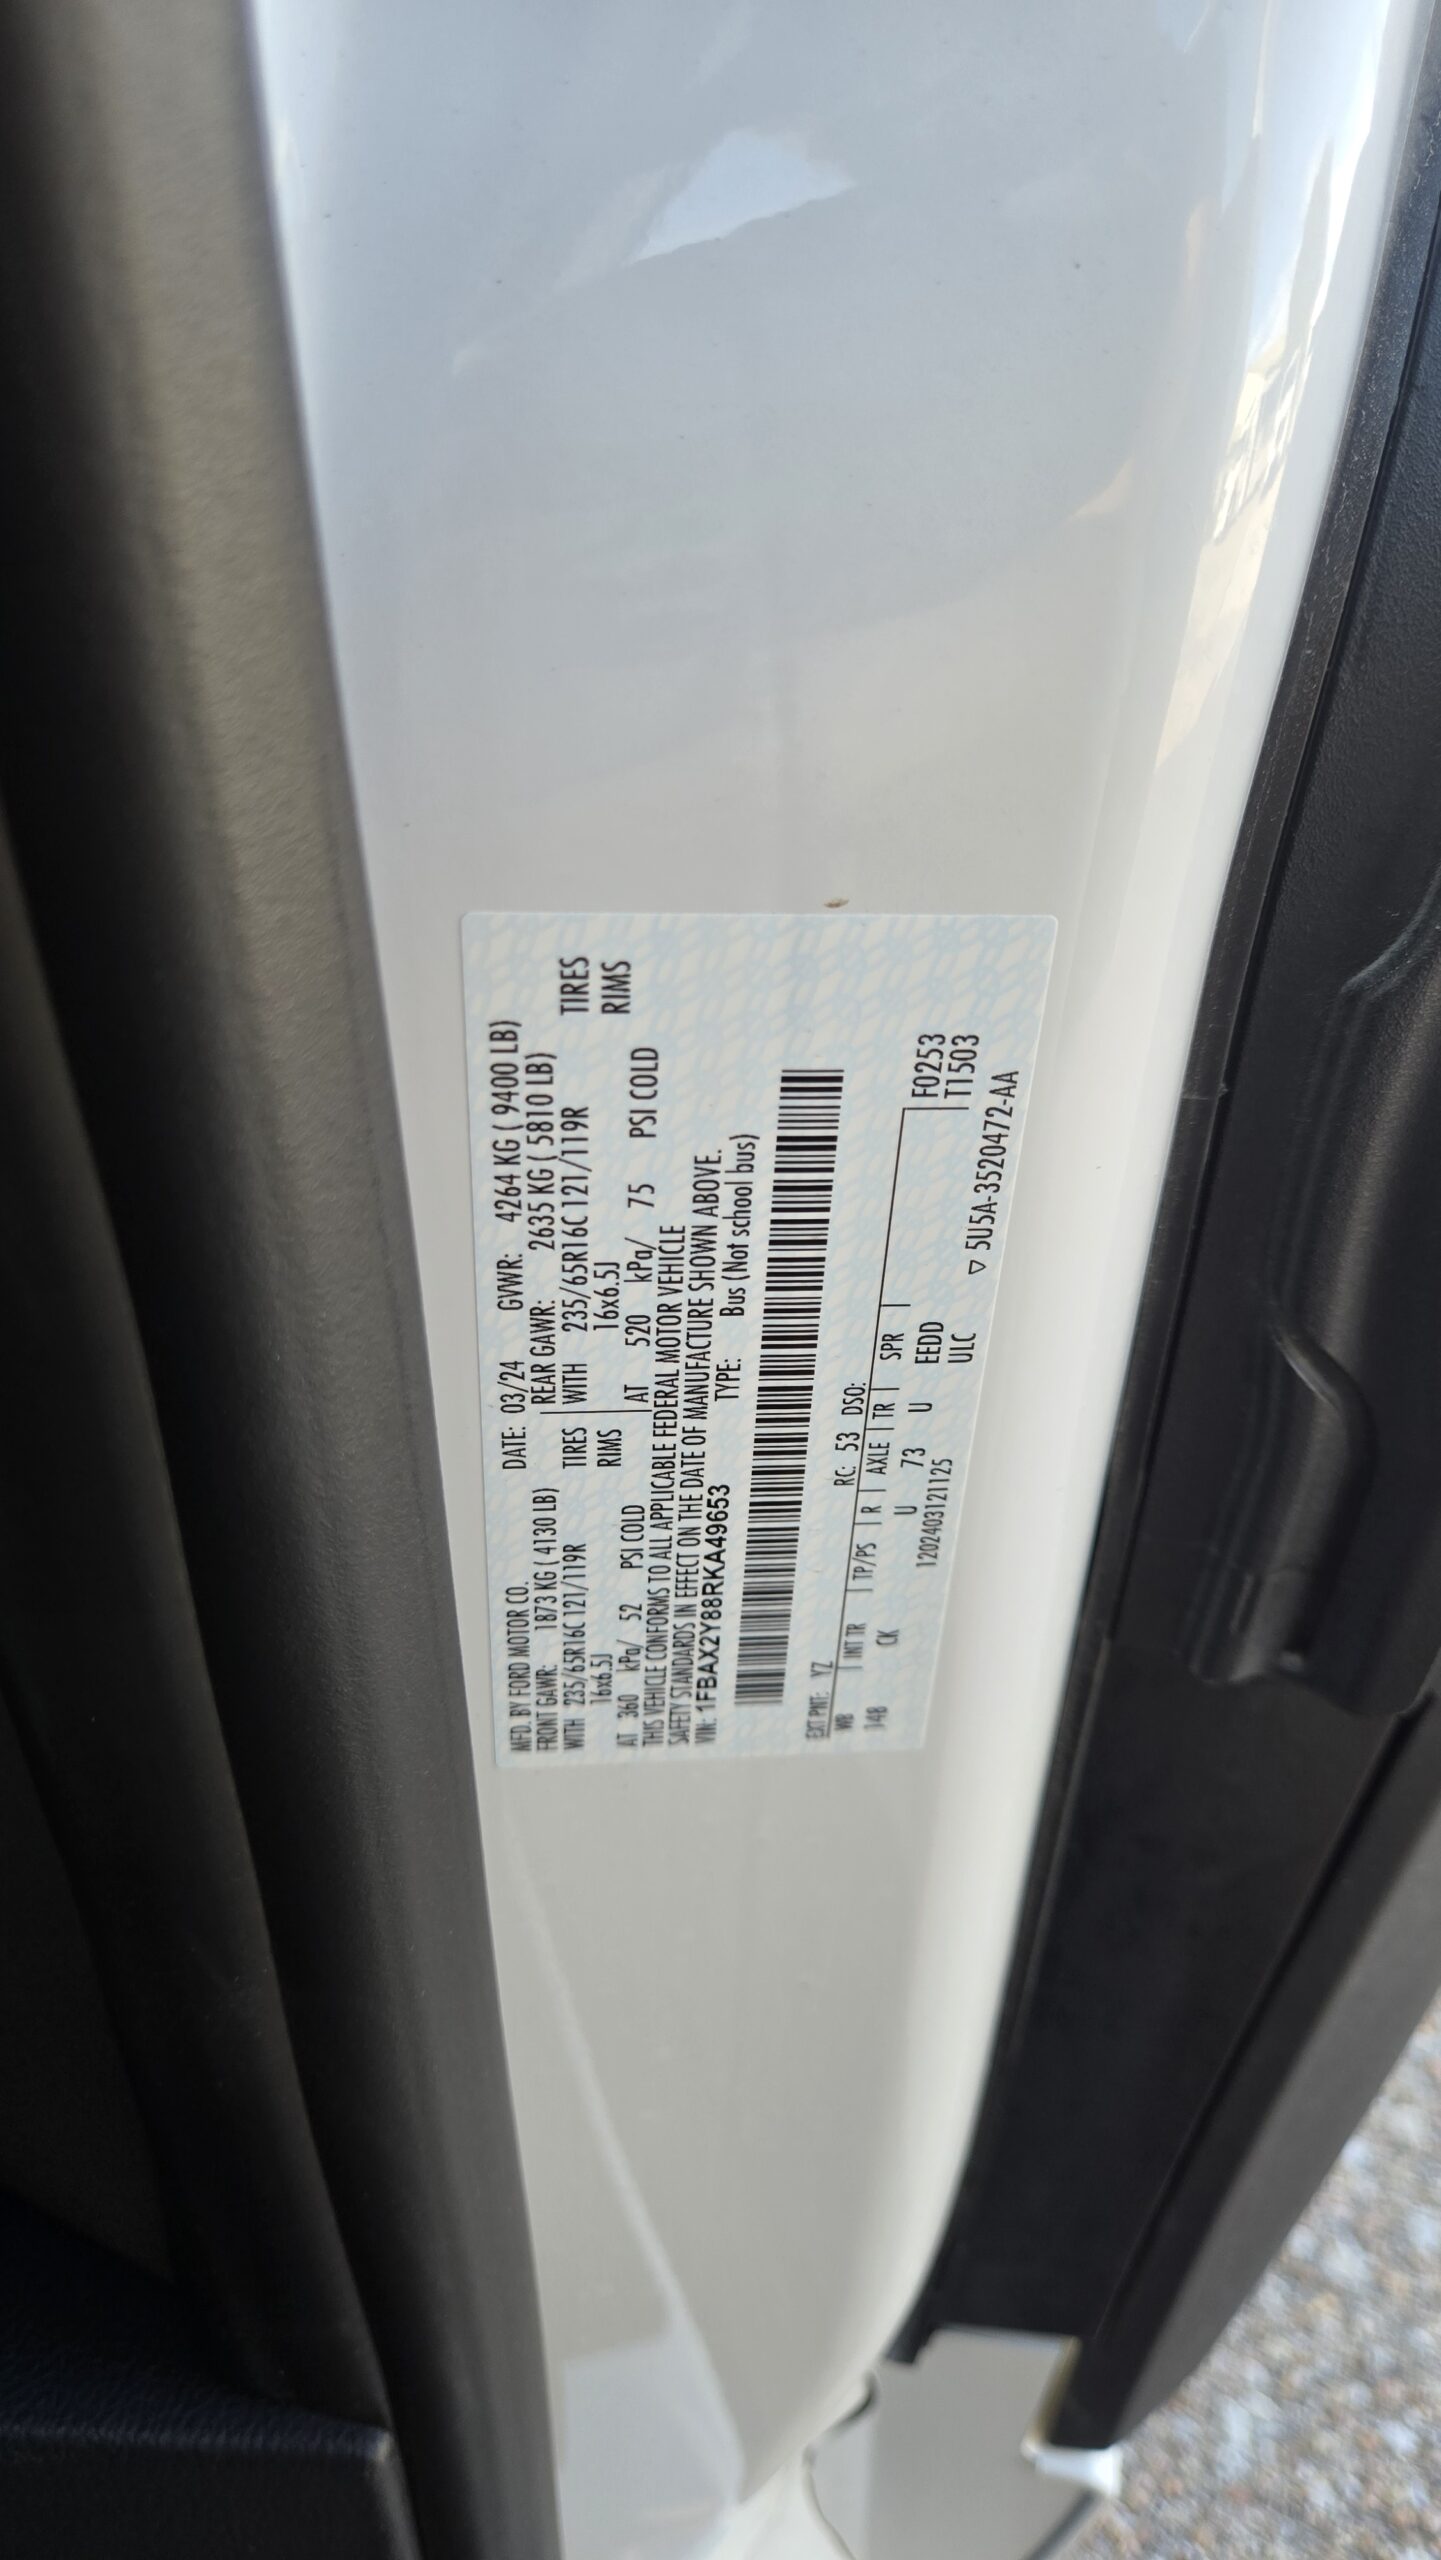 MFD. BY FORD MOTOR CO. DATE: 03/24 GVWR: 4264 KG ( 9400 LB)
FRONT GAWR: 1873 KG ( 4130 LB) REAR GAWR: 2635 KG ( 5810 LB)
WITH 235/65R16C 121/119R TIRES WITH 235/65R16C 121/119R TIRES
16x6.5J RIMS 16x6.5J RIMS
AT 360 kPa/ 52 PSI COLD AT 520 kPa/ 75 PSI COLD
THIS VEHICLE CONFORMS TO ALL APPLICABLE FEDERAL MOTOR VEHICLE
SAFETY STANDARDS IN EFFECT ON THE DATE OF MANUFACTURE SHOWN ABOVE.
VIN: 1FBAX2Y88RKA49653 TYPE: Bus (Not school bus)
EXT PNT: YZ RC: 53 DSO:
WB INT TR TP/PS R AXLE TR SPR
148 CK U 73 U EEDD F0253
1202403121125 ULC T1503
▽ 5U5A-3520472-AA